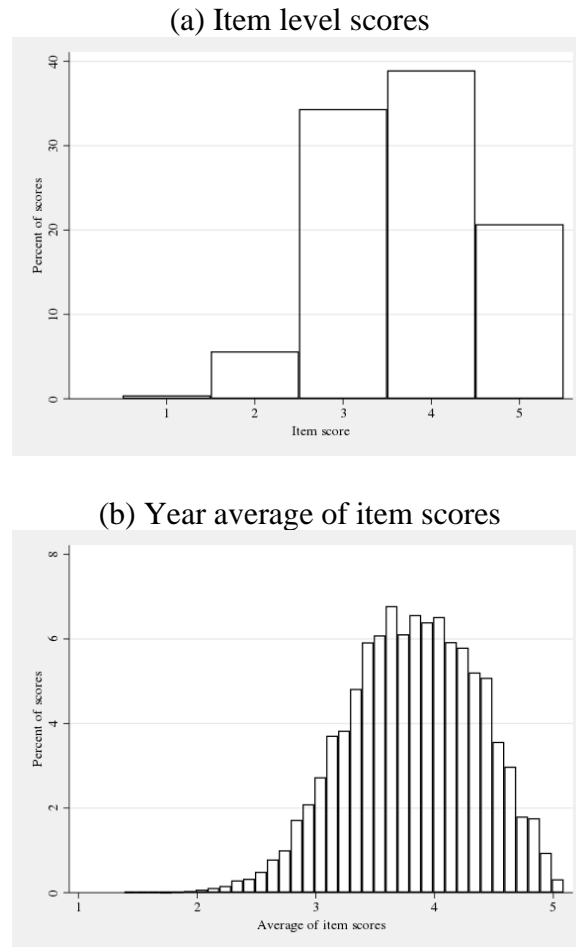 (a) Item level scores
40
30
20
10
0
Percent of scores
1 2 3 4 5
Item score
(b) Year average of item scores
8
6
4
2
0
Percent of scores
1 2 3 4 5
Average of item scores